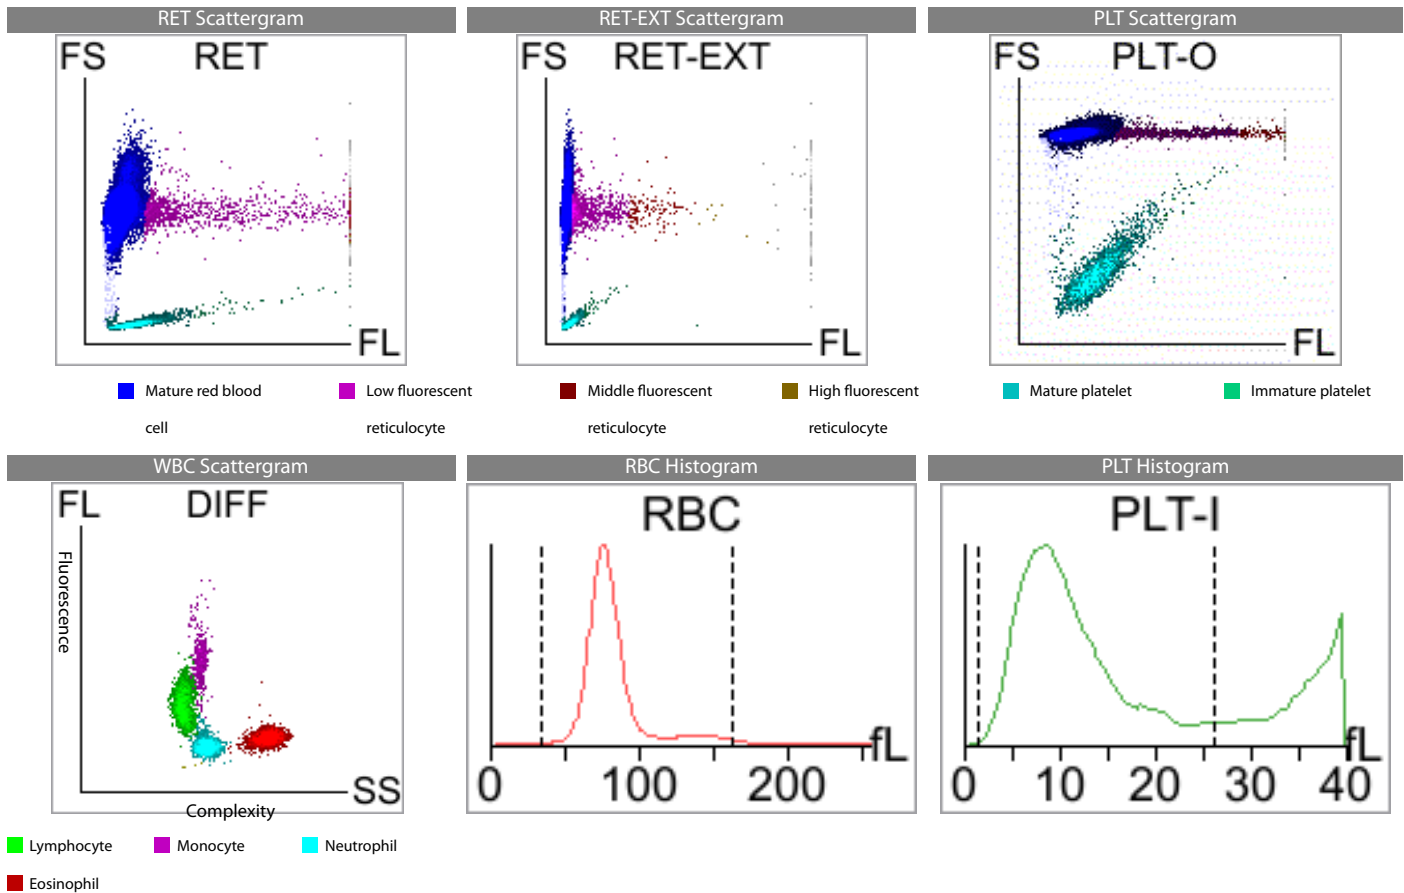 RET Scattergram
RET-EXT Scattergram
PLT Scattergram
FS RET
FL
FS RET-EXT
FL
FS PLT-O
FL
Mature red blood
cell
Low fluorescent
reticulocyte
Middle fluorescent
reticulocyte
High fluorescent
reticulocyte
Mature platelet
Immature platelet
WBC Scattergram
RBC Histogram
PLT Histogram
FL DIFF
Fluorescence
SS
Complexity
RBC
fL
0 100 200
PLT-I
fL
0 10 20 30 40
Lymphocyte
Monocyte
Neutrophil
Eosinophil